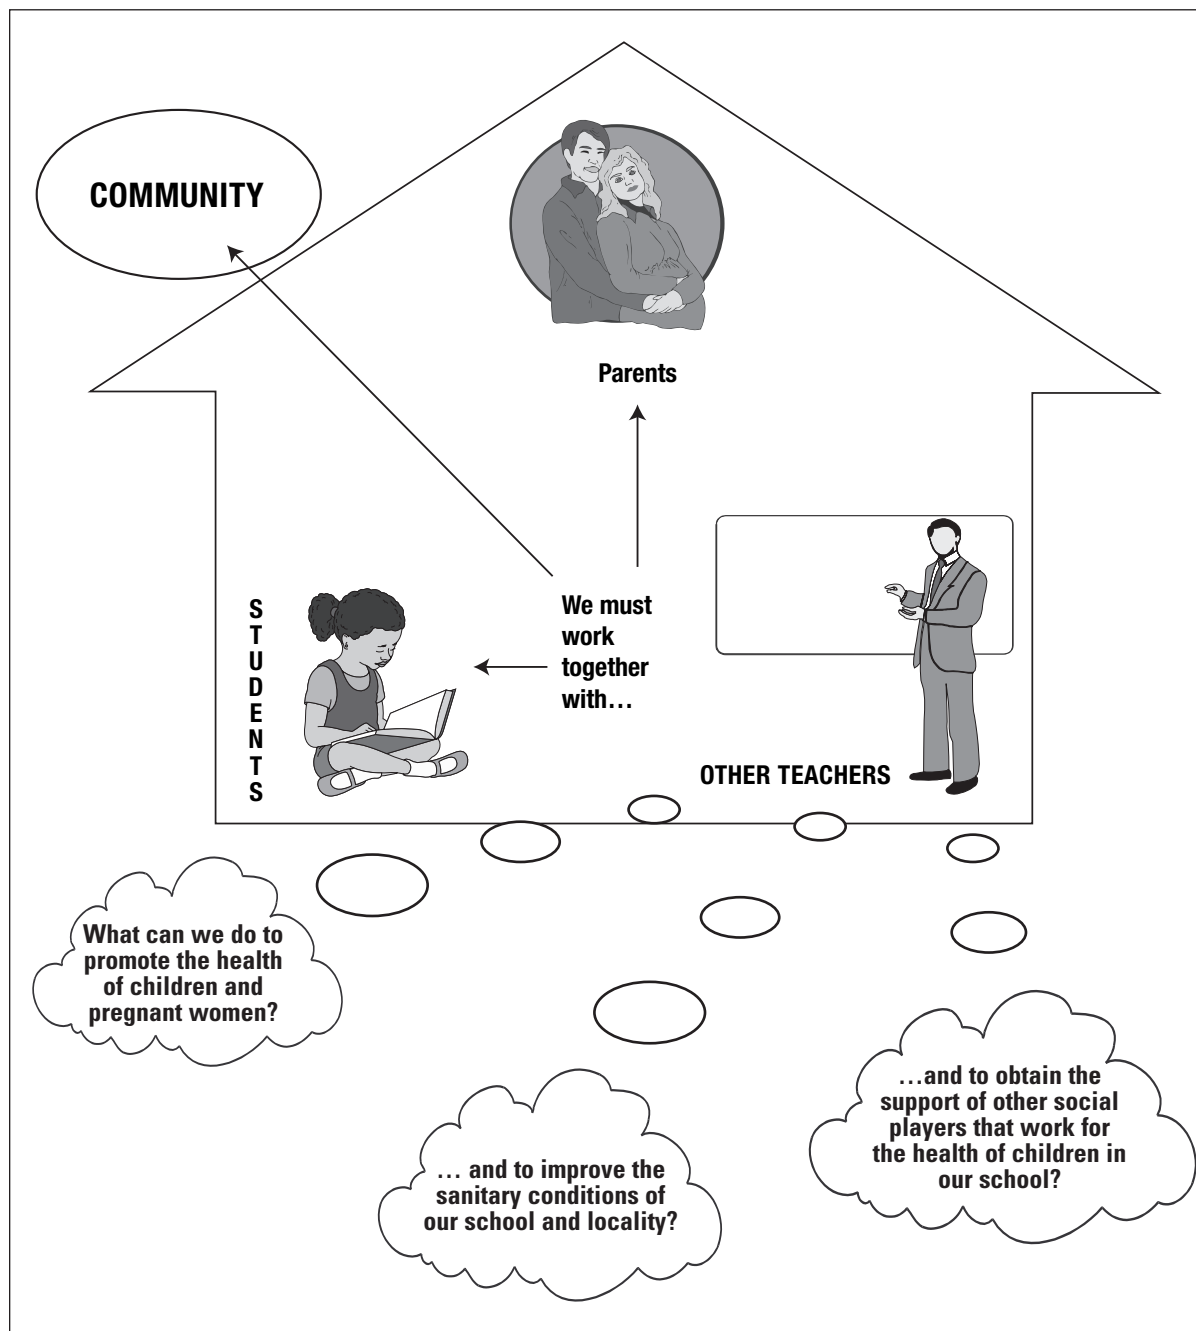 COMMUNITY
Parents
STUDENTS
We must
work
together
with...
OTHER TEACHERS
What can we do to
promote the health
of children and
pregnant women?
... and to improve the
sanitary conditions of
our school and locality?
...and to obtain the
support of other social
players that work for
the health of children in
our school?